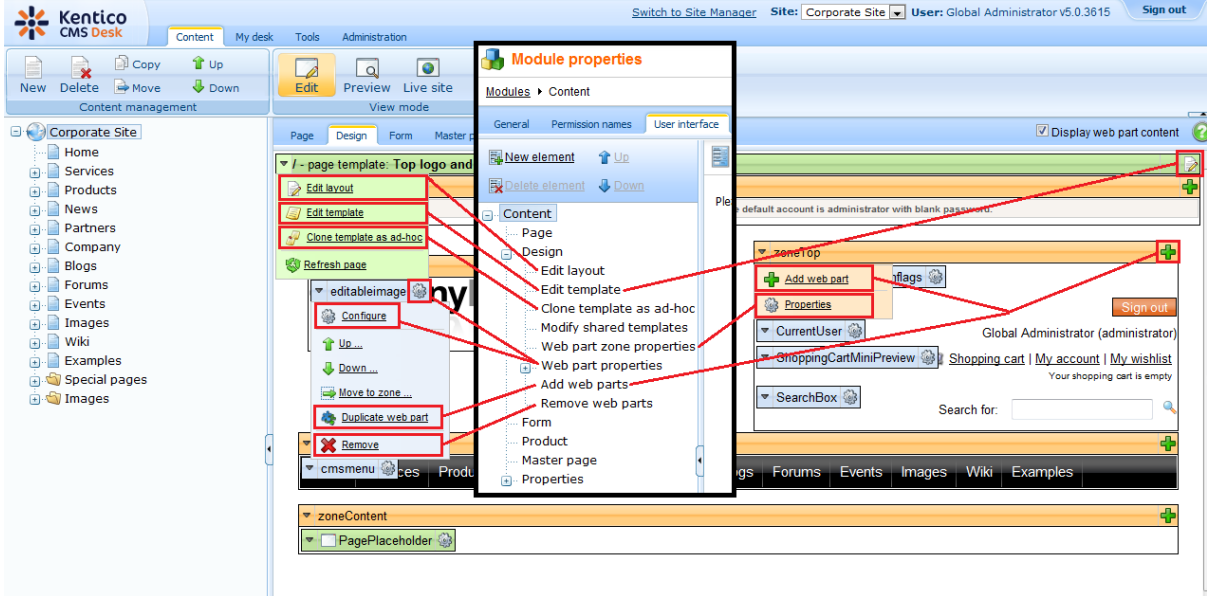 Kentico
CMS Desk
Switch to Site Manager Site: Corporate Site User: Global Administrator v5.0.3615 Sign out
Content My desk Tools Administration
New Delete Copy Move Up Down
Content management
Edit Preview Live site
View mode
Corporate Site
Home
Services
Products
News
Partners
Company
Blogs
Forums
Events
Images
Wiki
Examples
Special pages
Images
Page Design Form Master p
Display web part content
/ - page template: Top logo and
Edit layout
Edit template
Clone template as ad-hoc
Refresh page
editableimage
Configure
Up ...
Down ...
Move to zone ...
Duplicate web part
Remove
cmsmenu
Module properties
Modules Content
General Permission names User interface
New element Up
Delete element Down
Ple
Content
Page
Design
Edit layout
Edit template
Clone template as ad-hoc
Modify shared templates
Web part zone properties
Web part properties
Add web parts
Remove web parts
Form
Product
Master page
Properties
e default account is administrator with blank password.
zoneTop
Add web part
nflags
Properties
Sign out
CurrentUser
Global Administrator (administrator)
ShoppingCartMiniPreview
Shopping cart | My account | My wishlist
Your shopping cart is empty
SearchBox
Search for:
ces Produ
gs Forums Events Images Wiki Examples
zoneContent
PagePlaceholder